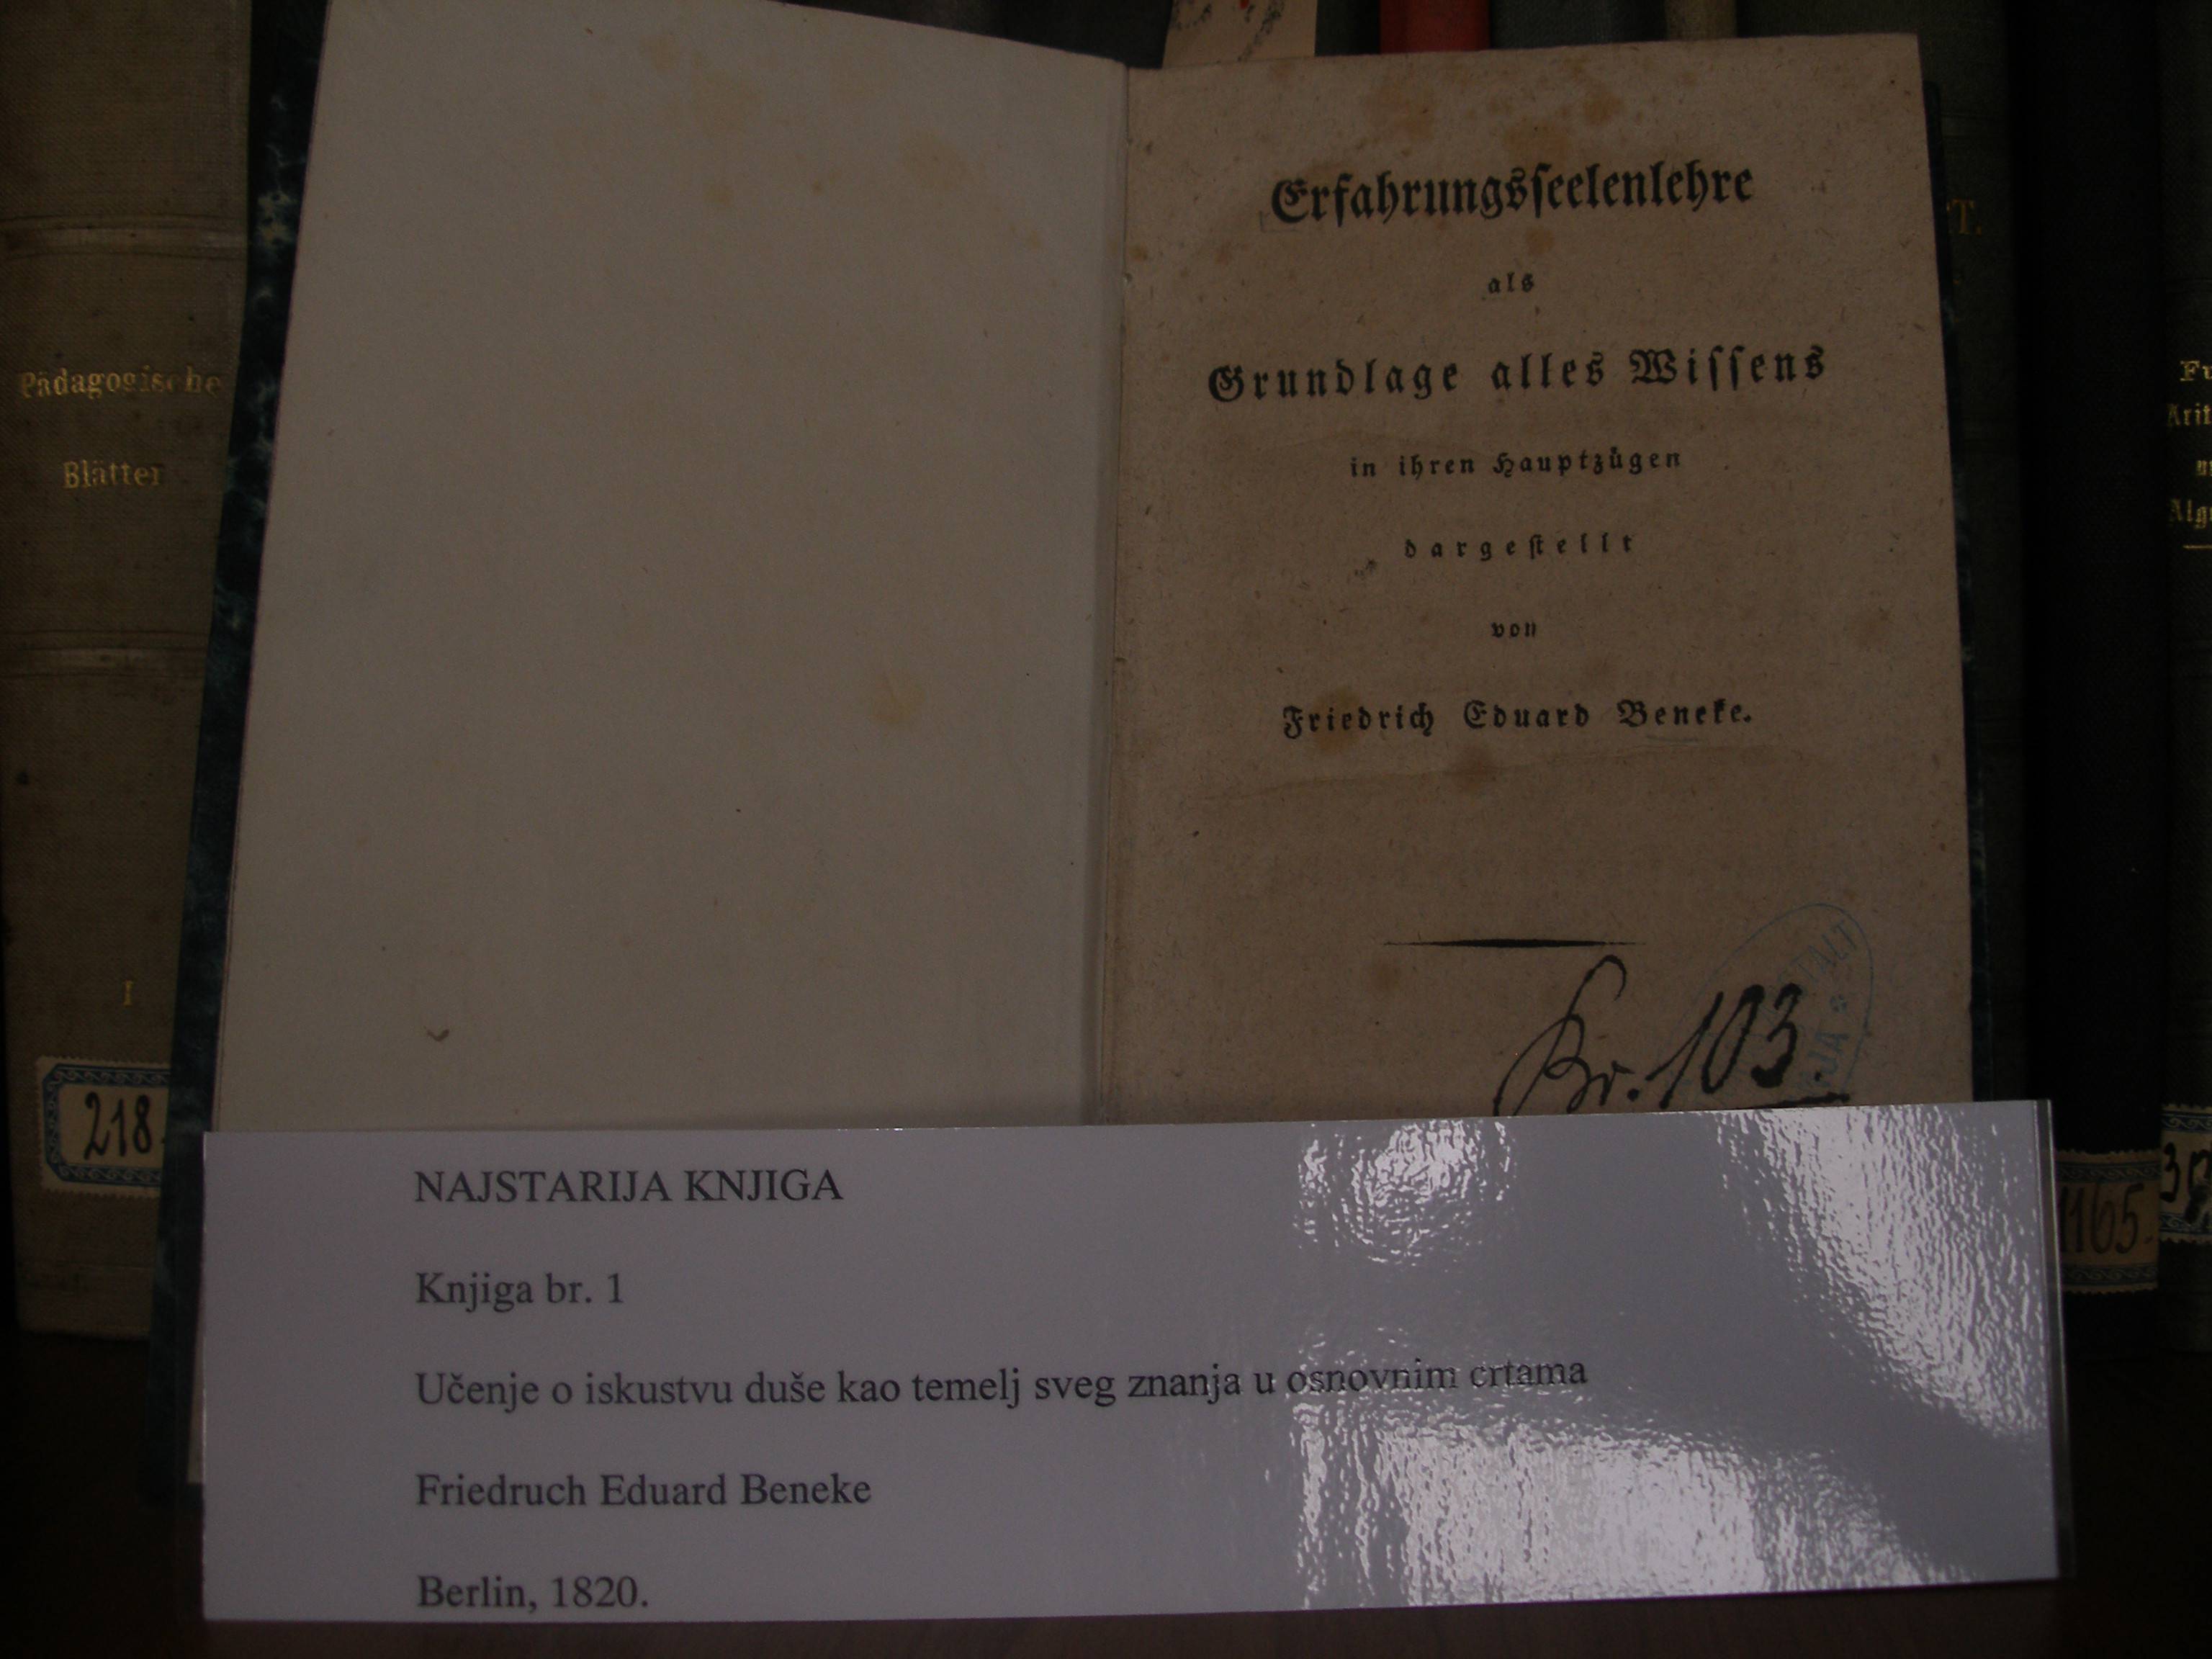 Pädagogische
Blätter
I
218.
Erfahrungsſeelenlehre
als
Grundlage alles Wiſſens
in ihren Hauptzügen
dargeſtellt
von
Friedrich Eduard Beneke.
Br. 103.
NAJSTARIJA KNJIGA
Knjiga br. 1
Učenje o iskustvu duše kao temelj sveg znanja u osnovnim crtama
Friedruch Eduard Beneke
Berlin, 1820.
1165.